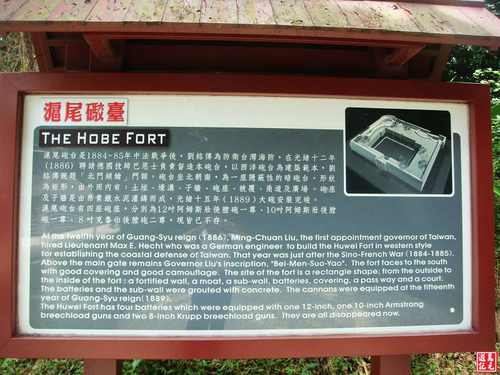 滬尾礮臺
THE HOBE FORT
滬尾砲台是1884-85年中法戰爭後，劉銘傳為防衛台灣海防，在光緒十二年
(1886) 聘請德國技師巴恩士負責督造本砲台，以西洋砲台為建築範本，劉
銘傳親題「北門鎖鑰」門額。砲台坐北朝南，為一座隱蔽性的暗砲台，形狀
為矩形，由外而內有：土垣、壕溝、子牆、砲座、被覆、甬道及廣場。砲座
及子牆是由昂貴鐵水泥灌鑄而成，光緒十五年 (1889) 大砲安裝完竣。
滬尾砲台有四座砲座，分別為12吋阿姆斯壯後膛砲一尊、10吋阿姆斯壯後膛
砲一尊、8吋克魯伯後膛砲二尊，現皆已不存。
At the twelfth year of Guang-Syu reign (1886), Ming-Chuan Liu, the first appointment governor of Taiwan,
hired Lieutenant Max E. Hecht who was a German engineer to build the Huwei Fort in western style
for establishing the coastal defense of Taiwan. That year was just after the Sino-French War (1884-1885).
Above the main gate remains Governor Liu's inscription, "Bei-Men-Suo-Yao". The fort faces to the south
with good covering and good camouflage. The site of the fort is a rectangle shape; from the outside to
the inside of the fort : a fortified wall, a moat, a sub-wall, batteries, covering, a pass way and a court.
The batteries and the sub-wall were grouted with concrete. The cannons were equipped at the fifteenth
year of Guang-Syu reign(1889).
The Huwei Fort has four batteries which were equipped with one 12-inch, one 10-inch Armstrong
breechload guns and two 8-inch Krupp breechload guns. They are all disappeared now.